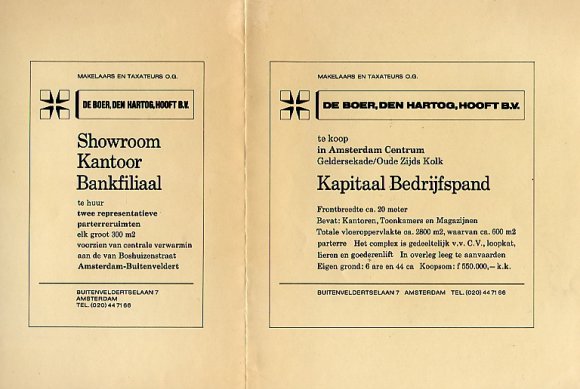 MAKELAARS EN TAXATEURS O.G.
DE BOER, DEN HARTOG, HOOFT B.V.
Showroom
Kantoor
Bankfiliaal
te huur
twee representatieve
parterreruimten
elk groot 300 m2
voorzien van centrale verwarmin
aan de van Boshuizenstraat
Amsterdam-Buitenveldert
BUITENVELDERTSELAAN 7
AMSTERDAM
TEL. (020) 44 71 66
MAKELAARS EN TAXATEURS O.G.
DE BOER, DEN HARTOG, HOOFT B.V.
te koop
in Amsterdam Centrum
Geldersekade/Oude Zijds Kolk
Kapitaal Bedrijfspand
Frontbreedte ca. 20 meter
Bevat: Kantoren, Toonkamers en Magazijnen
Totale vloeroppervlakte ca. 2800 m2, waarvan ca. 600 m2
parterre Het complex is gedeeltelijk v.v. C.V., loopkat,
lieren en goederenlift In overleg leeg te aanvaarden
Eigen grond: 6 are en 44 ca Koopsom: f 550.000,– k.k.
BUITENVELDERTSELAAN 7 AMSTERDAM TEL. (020) 44 71 66